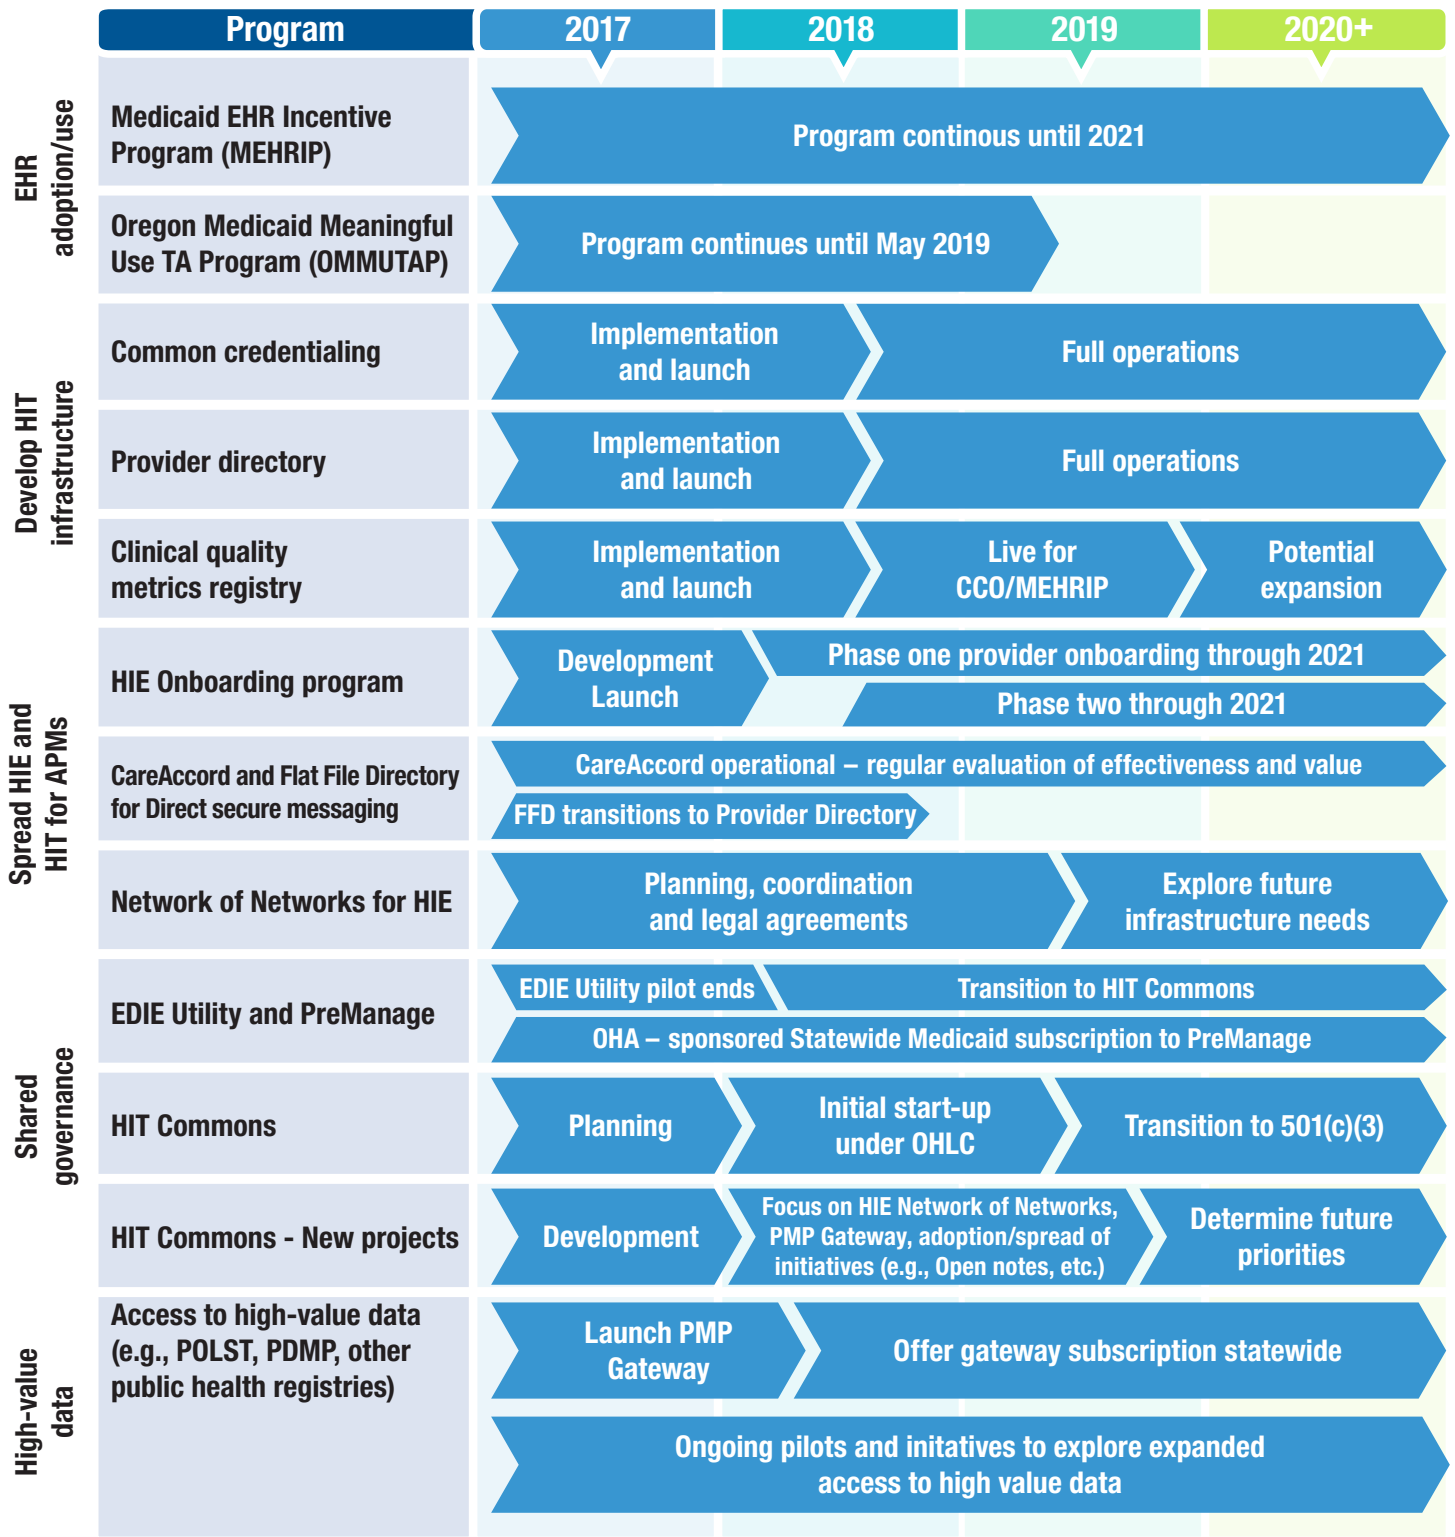 Program
2017
2018
2019
2020+
EHR
adoption/use
Medicaid EHR Incentive
Program (MEHRIP)
Program continous until 2021
Oregon Medicaid Meaningful
Use TA Program (OMMUTAP)
Program continues until May 2019
Develop HIT
infrastructure
Common credentialing
Implementation
and launch
Full operations
Provider directory
Implementation
and launch
Full operations
Clinical quality
metrics registry
Implementation
and launch
Live for
CCO/MEHRIP
Potential
expansion
Spread HIE and
HIT for APMs
HIE Onboarding program
Development
Launch
Phase one provider onboarding through 2021
Phase two through 2021
CareAccord and Flat File Directory
for Direct secure messaging
CareAccord operational – regular evaluation of effectiveness and value
FFD transitions to Provider Directory
Network of Networks for HIE
Planning, coordination
and legal agreements
Explore future
infrastructure needs
Shared
governance
EDIE Utility and PreManage
EDIE Utility pilot ends
Transition to HIT Commons
OHA – sponsored Statewide Medicaid subscription to PreManage
HIT Commons
Planning
Initial start-up
under OHLC
Transition to 501(c)(3)
HIT Commons - New projects
Development
Focus on HIE Network of Networks,
PMP Gateway, adoption/spread of
initiatives (e.g., Open notes, etc.)
Determine future
priorities
High-value
data
Access to high-value data
(e.g., POLST, PDMP, other
public health registries)
Launch PMP
Gateway
Offer gateway subscription statewide
Ongoing pilots and initatives to explore expanded
access to high value data